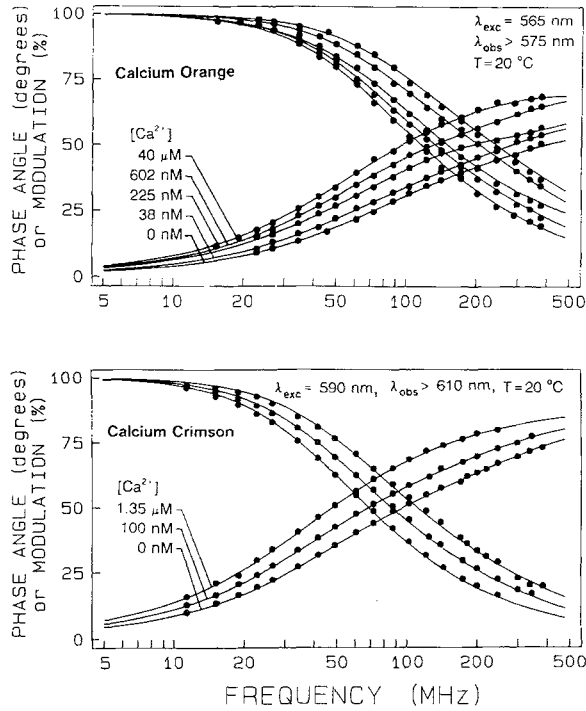 PHASE ANGLE (degrees)
or MODULATION (%)
100
75
50
25
0
λexc = 565 nm
λobs > 575 nm
T = 20 °C
Calcium Orange
[Ca2+]
40 μM
602 nM
225 nM
38 nM
0 nM
5 10 20 50 100 200 500
PHASE ANGLE (degrees)
or MODULATION (%)
100
75
50
25
0
λexc = 590 nm, λobs > 610 nm, T = 20 °C
Calcium Crimson
[Ca2+]
1.35 μM
100 nM
0 nM
5 10 20 50 100 200 500
FREQUENCY (MHz)